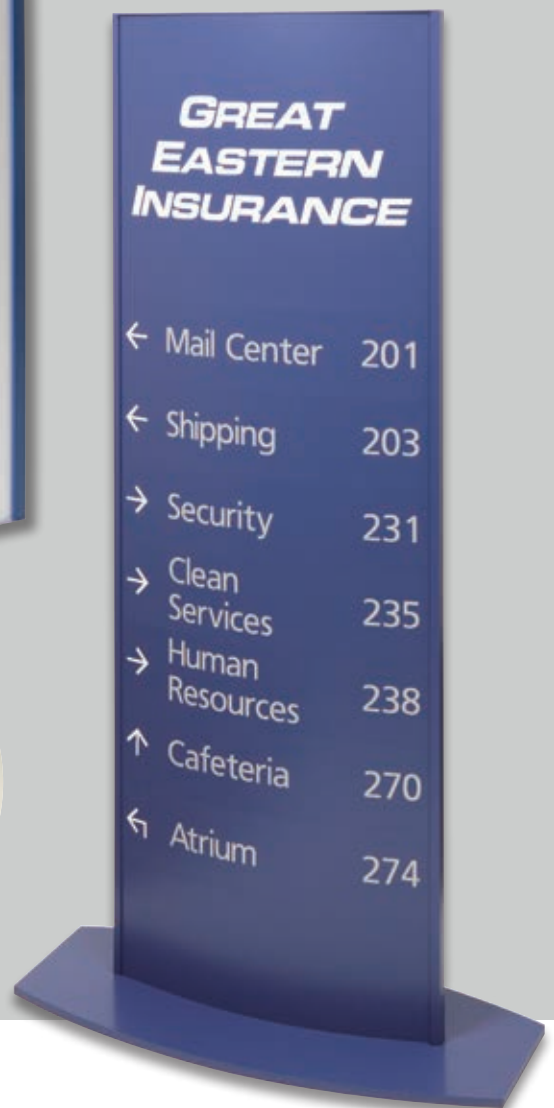 GREAT
EASTERN
INSURANCE
← Mail Center 201
← Shipping 203
→ Security 231
→ Clean
Services 235
→ Human
Resources 238
↑ Cafeteria 270
↰ Atrium 274